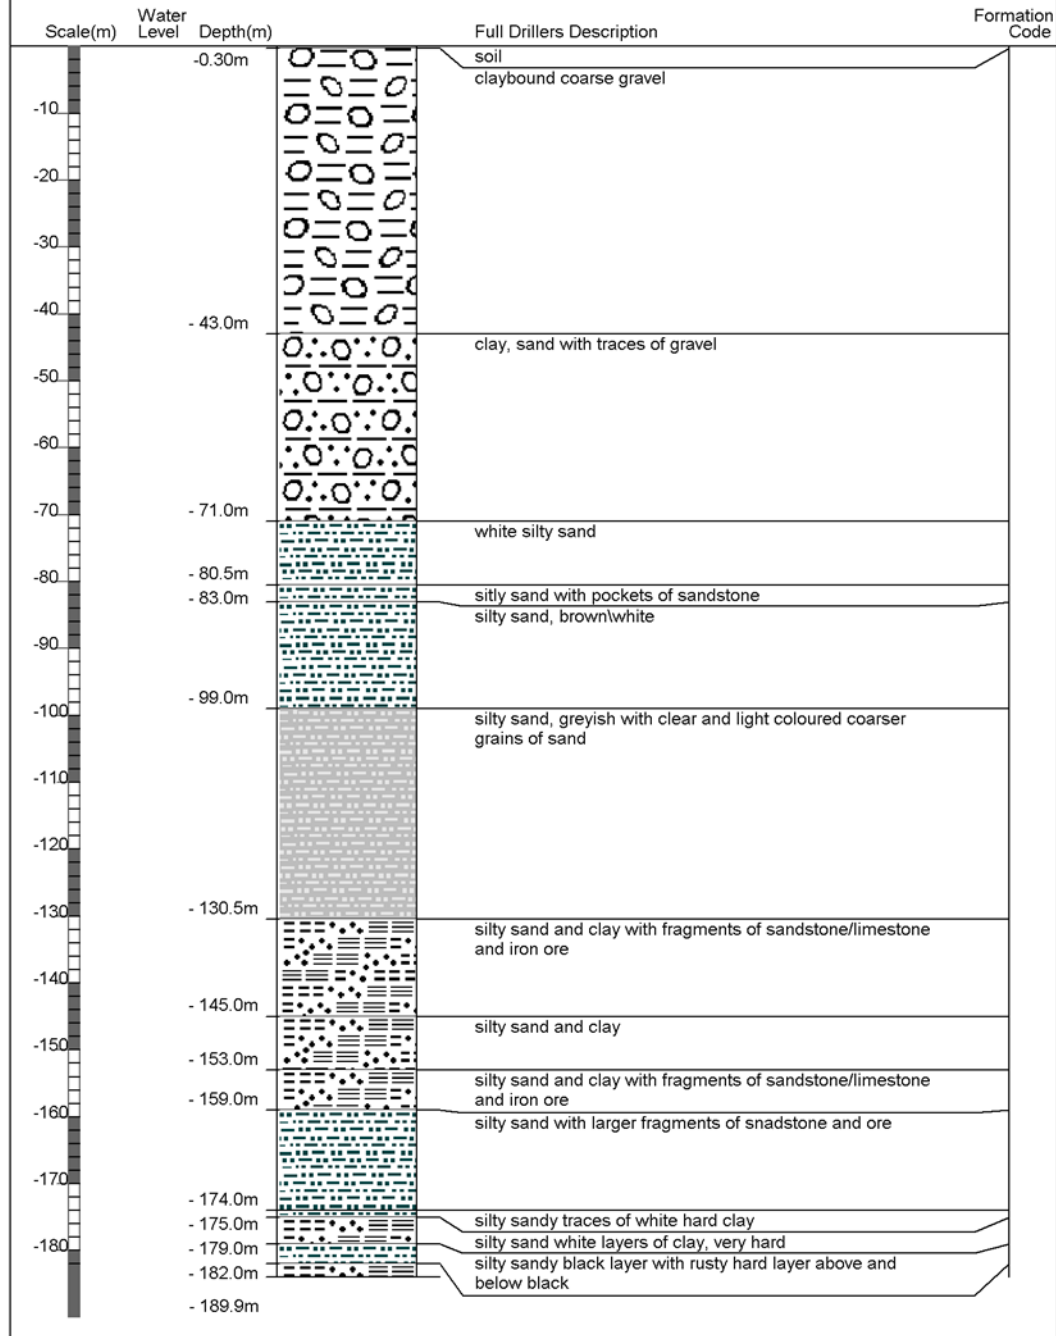 Scale(m) Water Level Depth(m) Full Drillers Description Formation Code
-0.30m soil
claybound coarse gravel
-10
-20
-30
-40
- 43.0m
clay, sand with traces of gravel
-50
-60
-70
- 71.0m
white silty sand
-80
- 80.5m
sitly sand with pockets of sandstone
- 83.0m
silty sand, brown\white
-90
- 99.0m
-100
silty sand, greyish with clear and light coloured coarser
grains of sand
-110
-120
-130
- 130.5m
silty sand and clay with fragments of sandstone/limestone
and iron ore
-140
- 145.0m
silty sand and clay
-150
- 153.0m
silty sand and clay with fragments of sandstone/limestone
and iron ore
- 159.0m
-160
silty sand with larger fragments of snadstone and ore
-170
- 174.0m
silty sandy traces of white hard clay
- 175.0m
silty sand white layers of clay, very hard
-180
- 179.0m
silty sandy black layer with rusty hard layer above and
below black
- 182.0m
- 189.9m